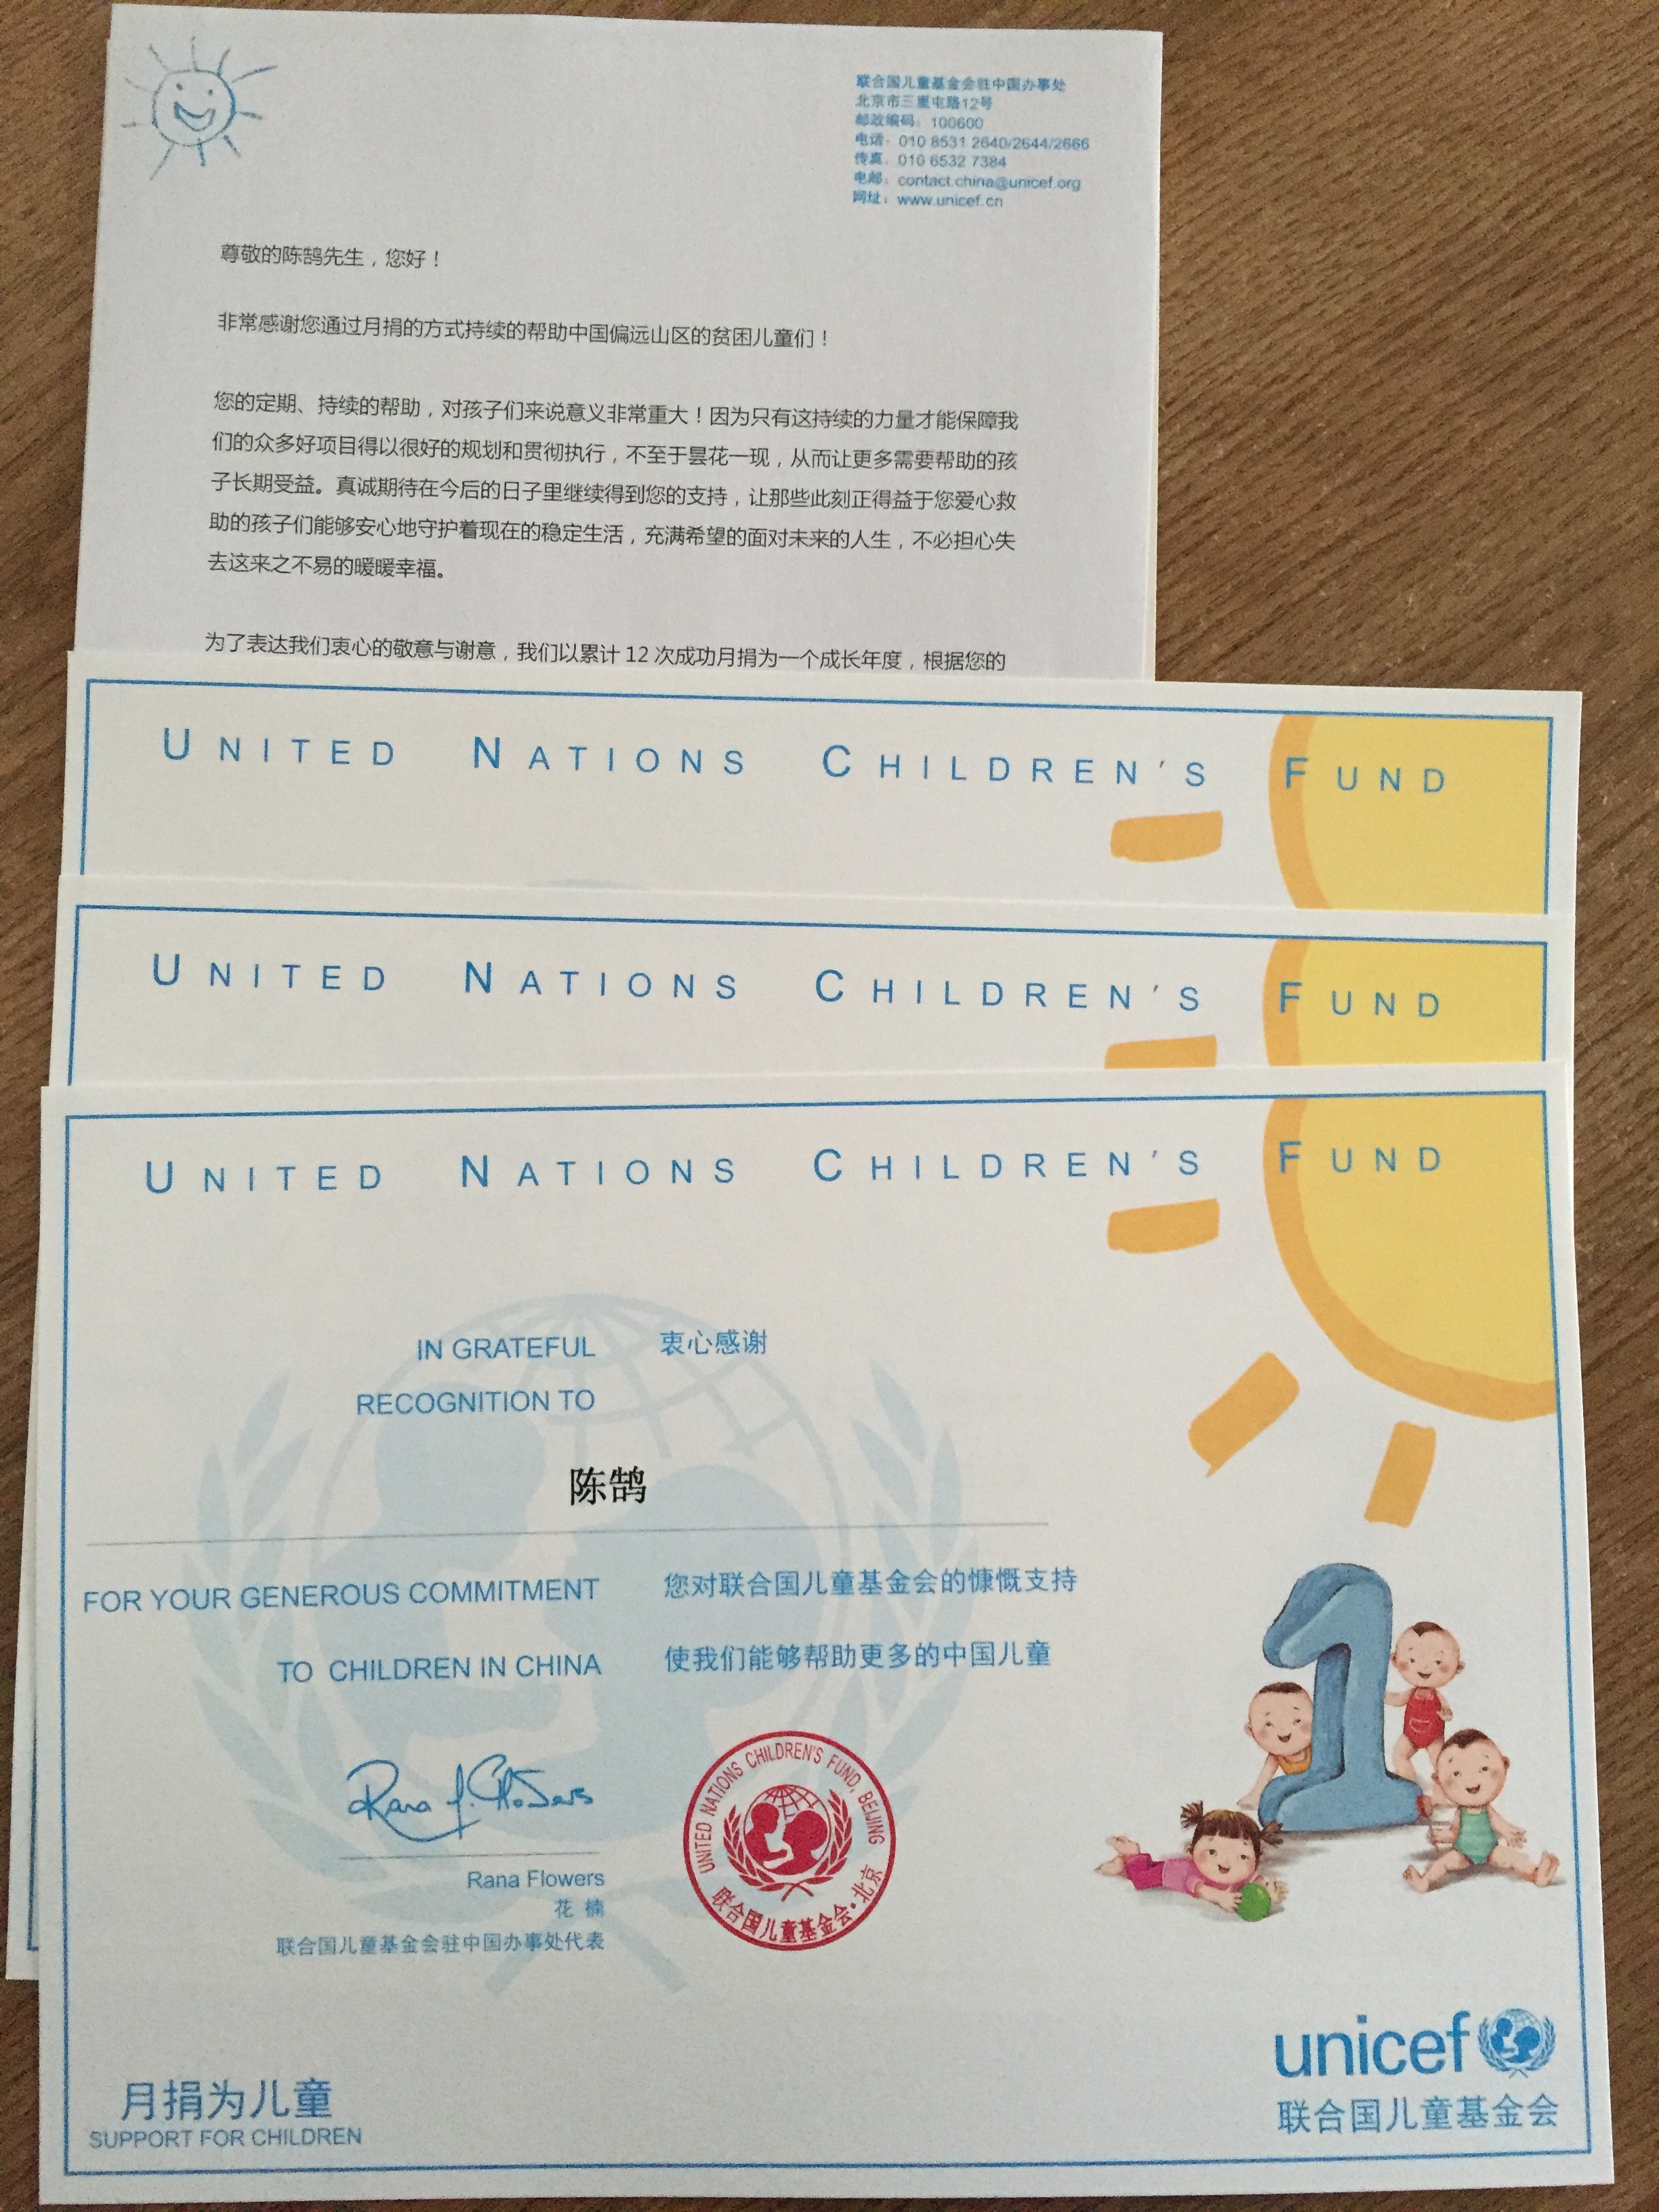 联合国儿童基金会驻中国办事处
北京市三里屯路12号
邮政编码：100600
电话：010 8531 2640/2644/2666
传真：010 6532 7384
电邮：contact.china@unicef.org
网址：www.unicef.cn
尊敬的陈鹄先生，您好！
非常感谢您通过月捐的方式持续的帮助中国偏远山区的贫困儿童们！
您的定期、持续的帮助，对孩子们来说意义非常重大！因为只有这持续的力量才能保障我
们的众多好项目得以很好的规划和贯彻执行，不至于昙花一现，从而让更多需要帮助的孩
子长期受益。真诚期待在今后的日子里继续得到您的支持，让那些此刻正得益于您爱心救
助的孩子们能够安心地守护着现在的稳定生活，充满希望的面对未来的人生，不必担心失
去这来之不易的暖暖幸福。
为了表达我们衷心的敬意与谢意，我们以累计 12 次成功月捐为一个成长年度，根据您的
UNITED NATIONS CHILDREN'S FUND
UNITED NATIONS CHILDREN'S FUND
UNITED NATIONS CHILDREN'S FUND
IN GRATEFUL 衷心感谢
RECOGNITION TO
陈鹄
FOR YOUR GENEROUS COMMITMENT 您对联合国儿童基金会的慷慨支持
TO CHILDREN IN CHINA 使我们能够帮助更多的中国儿童
1
Rana Flowers
UNITED NATIONS CHILDREN'S FUND, BEIJING
联合国儿童基金会·北京
Rana Flowers
花 楠
联合国儿童基金会驻中国办事处代表
unicef
联合国儿童基金会
月捐为儿童
SUPPORT FOR CHILDREN